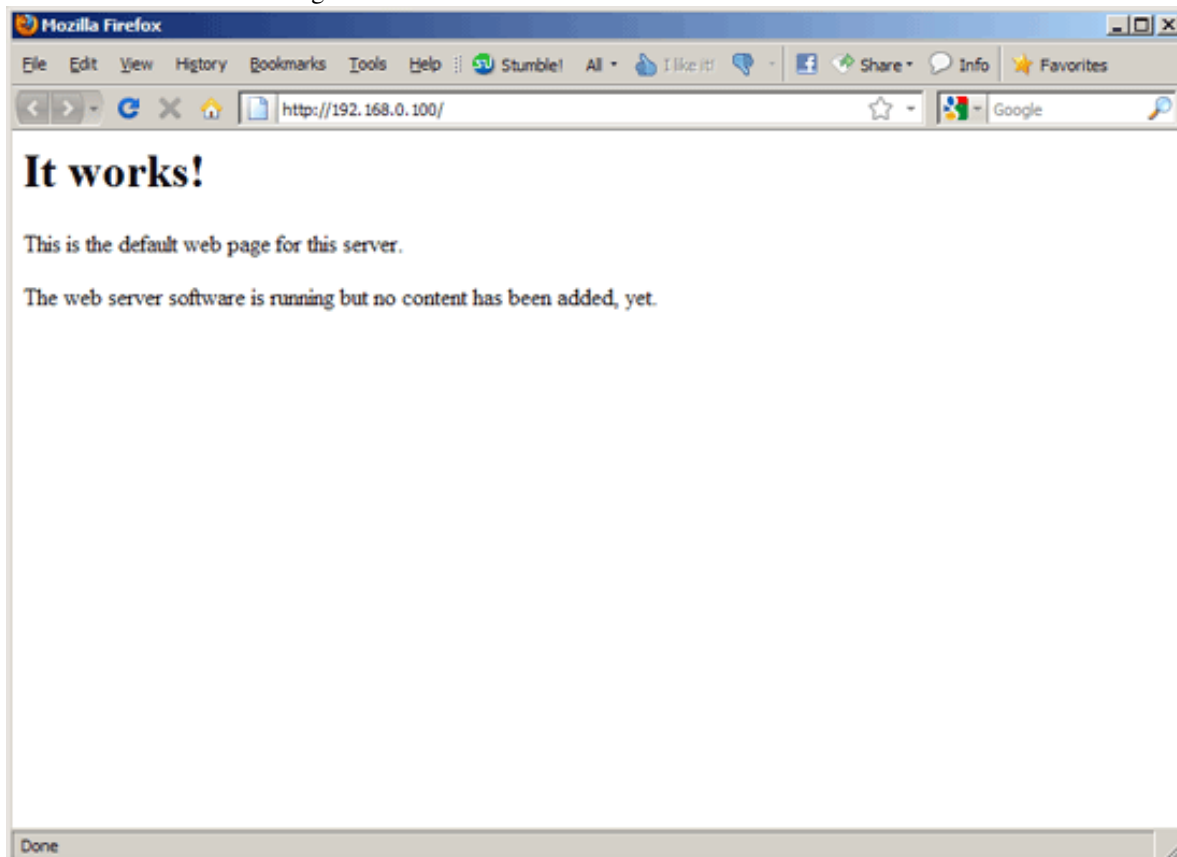 Mozilla Firefox
File Edit View History Bookmarks Tools Help Stumble! All I like it! Share Info Favorites
http://192.168.0.100/ Google
It works!
This is the default web page for this server.
The web server software is running but no content has been added, yet.
Done